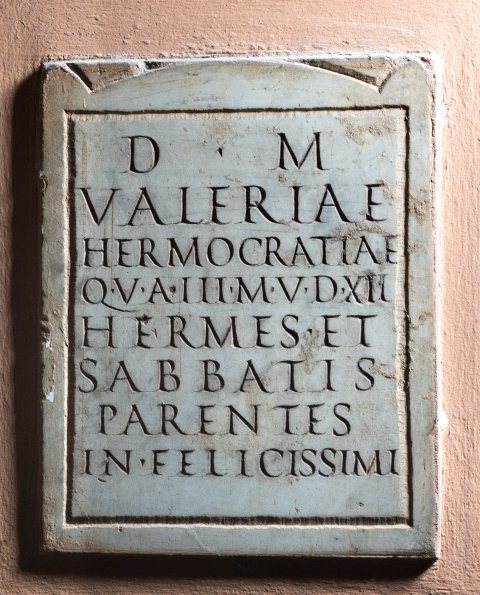 D · M
VALERIAE
HERMOCRATIAE
Q·V·A·III·M·V·D·XII
HERMES·ET
SABBATIS
PARENTES
IN·FELICISSIMI